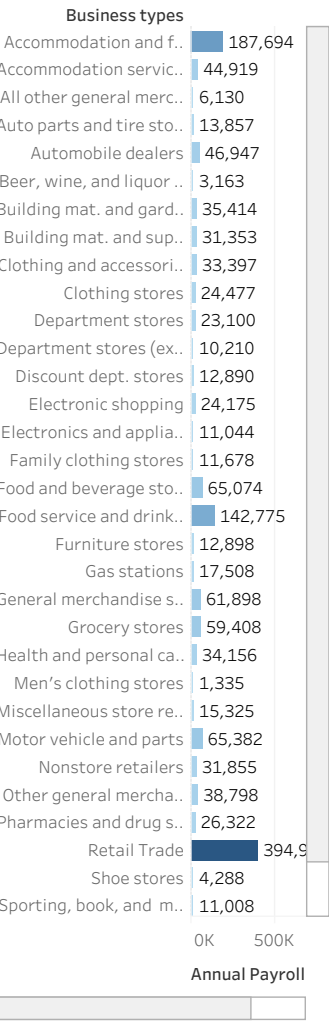 Business types
Accommodation and f.. 187,694
Accommodation servic.. 44,919
All other general merc.. 6,130
Auto parts and tire sto.. 13,857
Automobile dealers 46,947
Beer, wine, and liquor .. 3,163
Building mat. and gard.. 35,414
Building mat. and sup.. 31,353
Clothing and accessori.. 33,397
Clothing stores 24,477
Department stores 23,100
Department stores (ex.. 10,210
Discount dept. stores 12,890
Electronic shopping 24,175
Electronics and applia.. 11,044
Family clothing stores 11,678
Food and beverage sto.. 65,074
Food service and drink.. 142,775
Furniture stores 12,898
Gas stations 17,508
General merchandise s.. 61,898
Grocery stores 59,408
Health and personal ca.. 34,156
Men's clothing stores 1,335
Miscellaneous store re.. 15,325
Motor vehicle and parts 65,382
Nonstore retailers 31,855
Other general mercha.. 38,798
Pharmacies and drug s.. 26,322
Retail Trade 394,9
Shoe stores 4,288
Sporting, book, and m.. 11,008
0K 500K
Annual Payroll